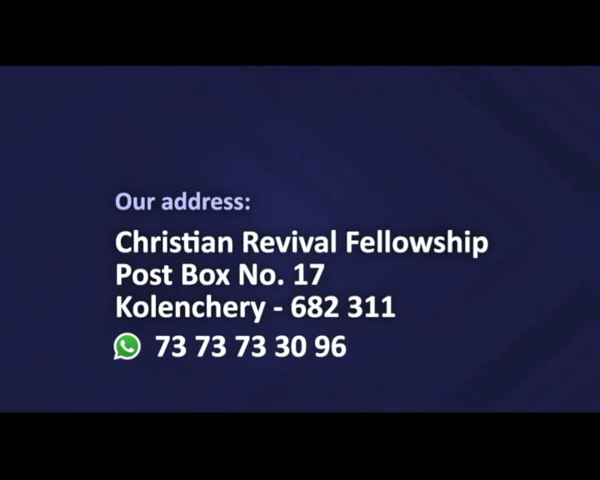 Our address:
Christian Revival Fellowship
Post Box No. 17
Kolenchery - 682 311
73 73 73 30 96